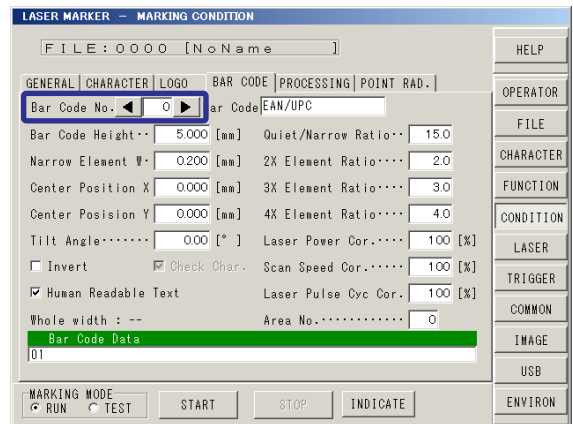 LASER MARKER － MARKING CONDITION
FILE:0000 [NoName ]
HELP
GENERAL CHARACTER LOGO BAR CODE PROCESSING POINT RAD.
OPERATOR
Bar Code No. 0 ar Code EAN/UPC
FILE
Bar Code Height·· 5.000 [mm] Quiet/Narrow Ratio·· 15.0
CHARACTER
Narrow Element W· 0.200 [mm] 2X Element Ratio···· 2.0
Center Position X 0.000 [mm] 3X Element Ratio···· 3.0
FUNCTION
Center Posision Y 0.000 [mm] 4X Element Ratio···· 4.0
CONDITION
Tilt Angle······· 0.00 [° ] Laser Power Cor.···· 100 [%]
LASER
Invert Check Char. Scan Speed Cor.····· 100 [%]
TRIGGER
Human Readable Text Laser Pulse Cyc Cor. 100 [%]
COMMON
Whole width : -- Area No.············ 0
Bar Code Data
IMAGE
01
USB
MARKING MODE
RUN TEST START STOP INDICATE
ENVIRON